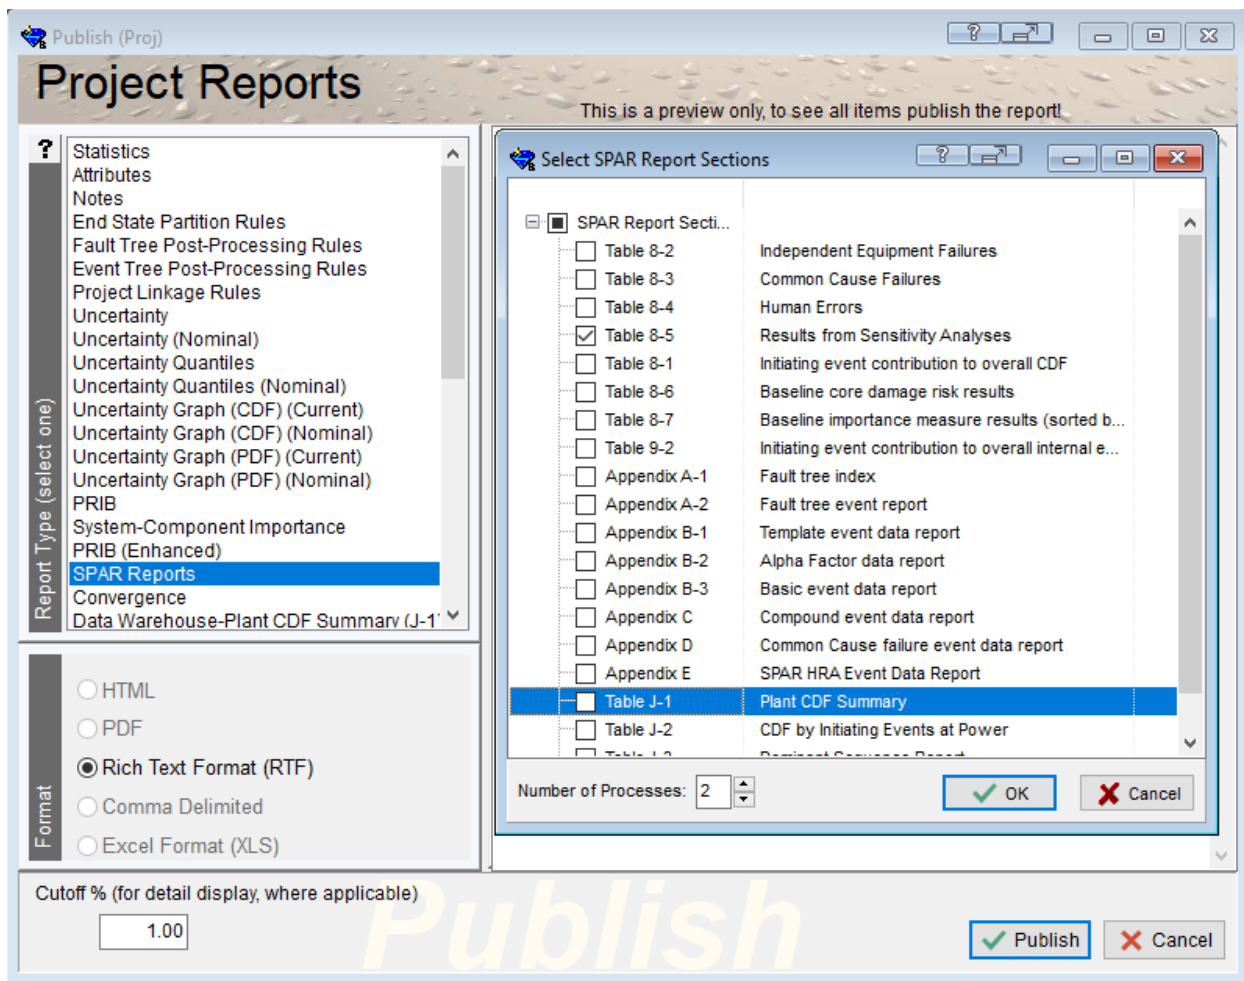 Publish (Proj)
Project Reports
This is a preview only, to see all items publish the report!
?
Report Type (select one)
Statistics
Attributes
Notes
End State Partition Rules
Fault Tree Post-Processing Rules
Event Tree Post-Processing Rules
Project Linkage Rules
Uncertainty
Uncertainty (Nominal)
Uncertainty Quantiles
Uncertainty Quantiles (Nominal)
Uncertainty Graph (CDF) (Current)
Uncertainty Graph (CDF) (Nominal)
Uncertainty Graph (PDF) (Current)
Uncertainty Graph (PDF) (Nominal)
PRIB
System-Component Importance
PRIB (Enhanced)
SPAR Reports
Convergence
Data Warehouse-Plant CDF Summary (J-1
Format
HTML
PDF
Rich Text Format (RTF)
Comma Delimited
Excel Format (XLS)
Select SPAR Report Sections
SPAR Report Secti...
Table 8-2 Independent Equipment Failures
Table 8-3 Common Cause Failures
Table 8-4 Human Errors
Table 8-5 Results from Sensitivity Analyses
Table 8-1 Initiating event contribution to overall CDF
Table 8-6 Baseline core damage risk results
Table 8-7 Baseline importance measure results (sorted b...
Table 9-2 Initiating event contribution to overall internal e...
Appendix A-1 Fault tree index
Appendix A-2 Fault tree event report
Appendix B-1 Template event data report
Appendix B-2 Alpha Factor data report
Appendix B-3 Basic event data report
Appendix C Compound event data report
Appendix D Common Cause failure event data report
Appendix E SPAR HRA Event Data Report
Table J-1 Plant CDF Summary
Table J-2 CDF by Initiating Events at Power
Table J-3 Dominant Sequence Report
Number of Processes: 2
OK
Cancel
Cutoff % (for detail display, where applicable)
1.00
Publish
Publish
Cancel